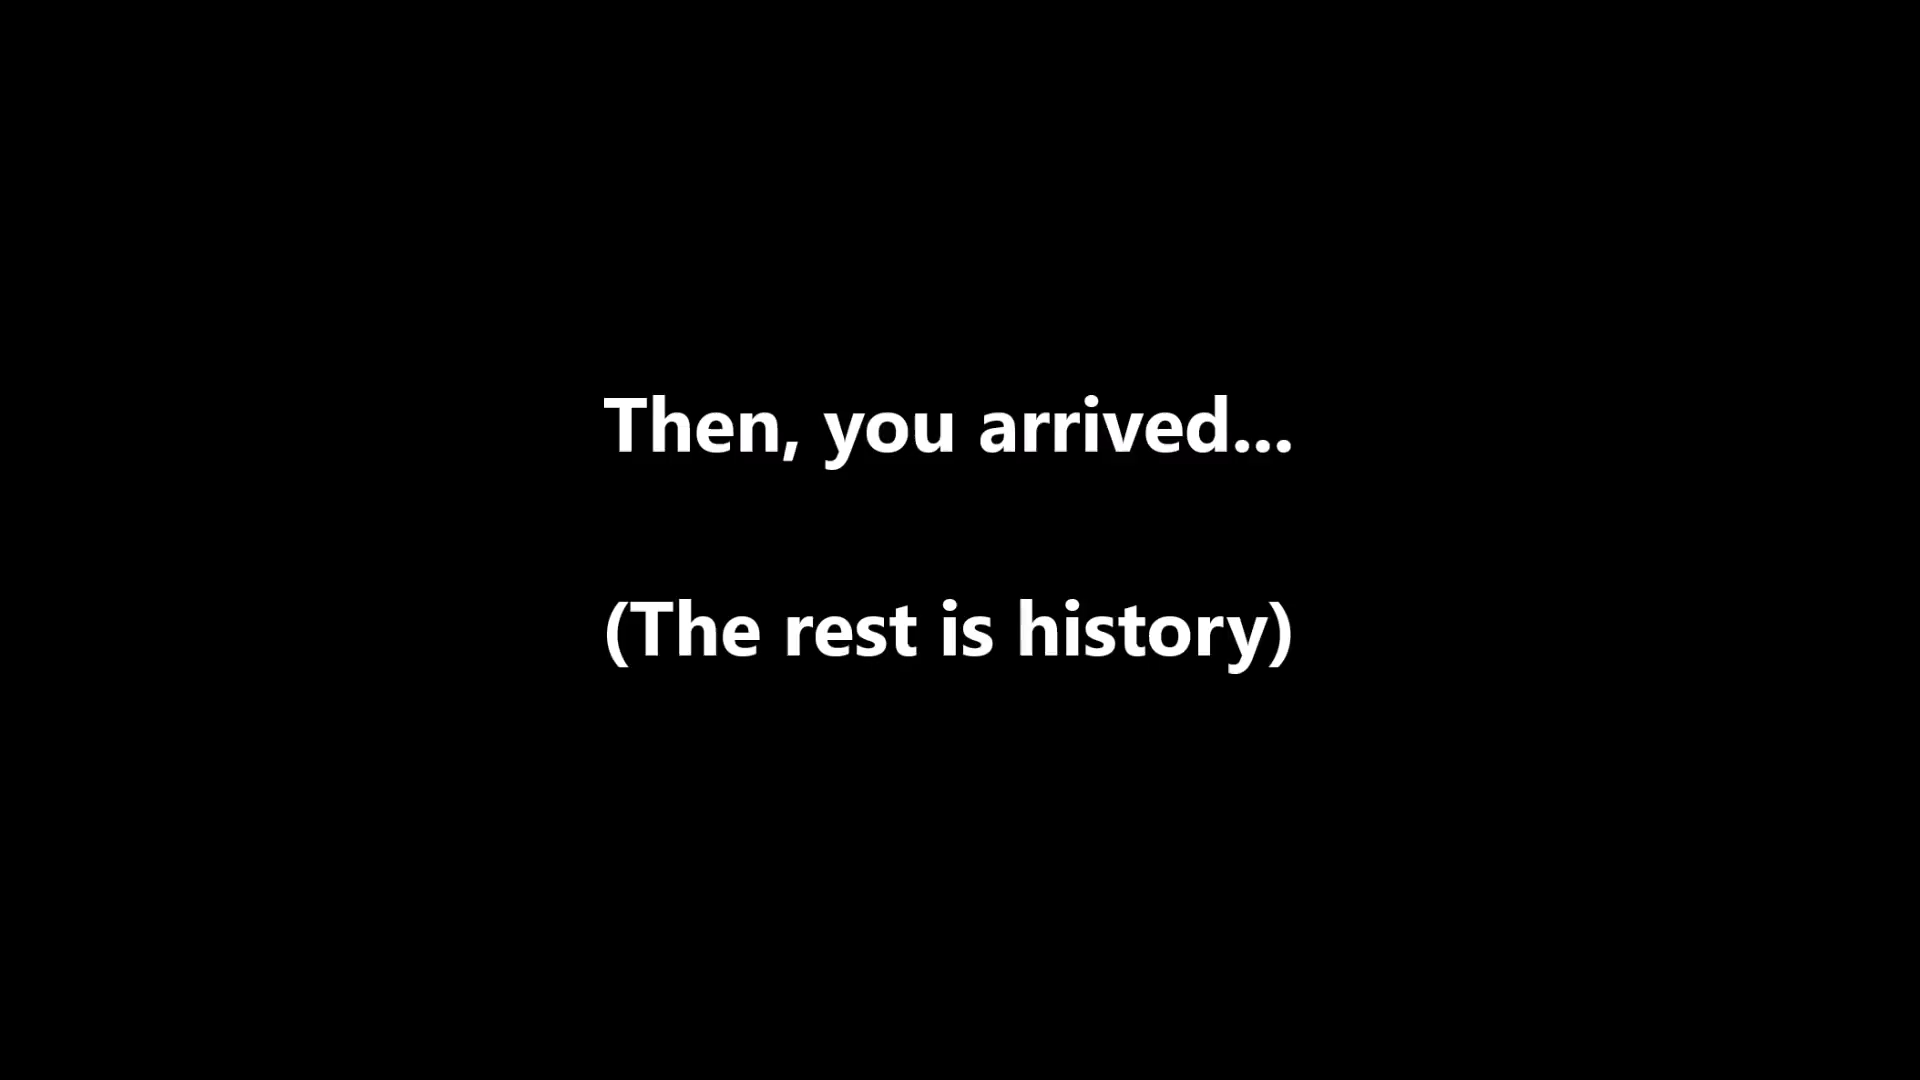 Then, you arrived...
(The rest is history)